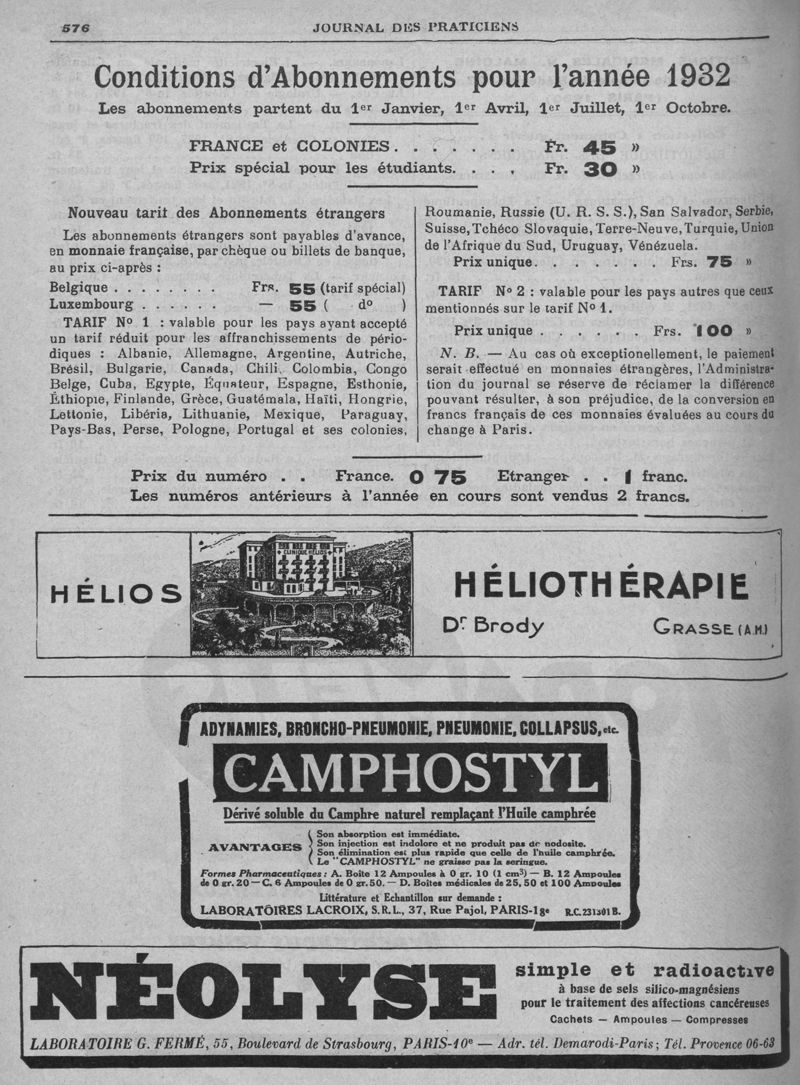 576
JOURNAL DES PRATICIENS
Conditions d'Abonnements pour l'année 1932
Les abonnements partent du 1er Janvier, 1er Avril, 1er Juillet, 1er Octobre.
FRANCE et COLONIES. . . . . . . Fr. 45 »
Prix spécial pour les étudiants. . . . Fr. 30 »
Nouveau tarif des Abonnements étrangers
Les abonnements étrangers sont payables d'avance,
en monnaie française, par chèque ou billets de banque,
au prix ci-après :
Belgique . . . . . . . . Frs. 55 (tarif spécial)
Luxembourg . . . . . . — 55 ( do )
TARIF No 1 : valable pour les pays ayant accepté
un tarif réduit pour les affranchissements de pério-
diques : Albanie, Allemagne, Argentine, Autriche,
Brésil, Bulgarie, Canada, Chili, Colombia, Congo
Belge, Cuba, Egypte, Équateur, Espagne, Esthonie,
Éthiopie, Finlande, Grèce, Guatémala, Haïti, Hongrie,
Lettonie, Libéria, Lithuanie, Mexique, Paraguay,
Pays-Bas, Perse, Pologne, Portugal et ses colonies,
Roumanie, Russie (U. R. S. S.), San Salvador, Serbie,
Suisse, Tchéco Slovaquie, Terre-Neuve, Turquie, Union
de l'Afrique du Sud, Uruguay, Vénézuela.
Prix unique. . . . . . . Frs. 75 »
TARIF No 2 : valable pour les pays autres que ceux
mentionnés sur le tarif No 1.
Prix unique . . . . . . Frs. 100 »
N. B. — Au cas où exceptionellement, le paiement
serait effectué en monnaies étrangères, l'Administra-
tion du journal se réserve de réclamer la différence
pouvant résulter, à son préjudice, de la conversion en
francs français de ces monnaies évaluées au cours du
change à Paris.
Prix du numéro . . France. 0 75 Etranger . . 1 franc.
Les numéros antérieurs à l'année en cours sont vendus 2 francs.
HÉLIOS
+ CLINIQUE HÉLIOS +
HÉLIOTHÉRAPIE
Dr Brody GRASSE (A.M.)
ADYNAMIES, BRONCHO-PNEUMONIE, PNEUMONIE, COLLAPSUS, etc.
CAMPHOSTYL
Dérivé soluble du Camphre naturel remplaçant l'Huile camphrée
AVANTAGES
Son absorption est immédiate.
Son injection est indolore et ne produit pas de nodosité.
Son élimination est plus rapide que celle de l'huile camphrée.
Le "CAMPHOSTYL" ne graisse pas la seringue.
Formes Pharmaceutiques : A. Boite 12 Ampoules à 0 gr. 10 (1 cm3) — B. 12 Ampoules
de 0 gr. 20 — C. 6 Ampoules de 0 gr. 50. — D. Boîtes médicales de 25, 50 et 100 Ampoules
Littérature et Echantillon sur demande :
LABORATOIRES LACROIX, S.R.L., 37, Rue Pajol, PARIS-18e R.C. 231301 B.
NÉOLYSE
simple et radioactive
à base de sels silico-magnésiens
pour le traitement des affections cancéreuses
Cachets — Ampoules — Compresses
LABORATOIRE G. FERMÉ, 55, Boulevard de Strasbourg, PARIS-10e — Adr. tél. Demarodi-Paris ; Tél. Provence 06-63